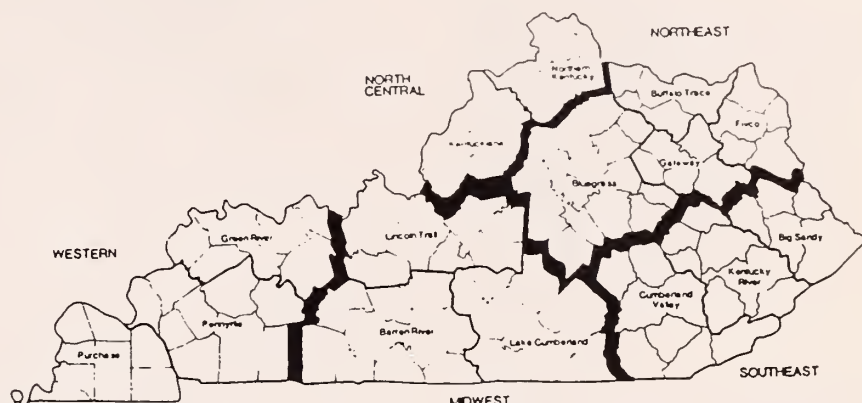 NORTHEAST
Northern
Kentucky
NORTH
CENTRAL
Buffalo Trace
Fivco
Kentuckiana
Gateway
Bluegrass
Green River
Lincoln Trail
WESTERN
Big Sandy
Kentucky
River
Cumberland
Valley
Pennyrile
Barren River
Lake Cumberland
Purchase
SOUTHEAST
MIDWEST